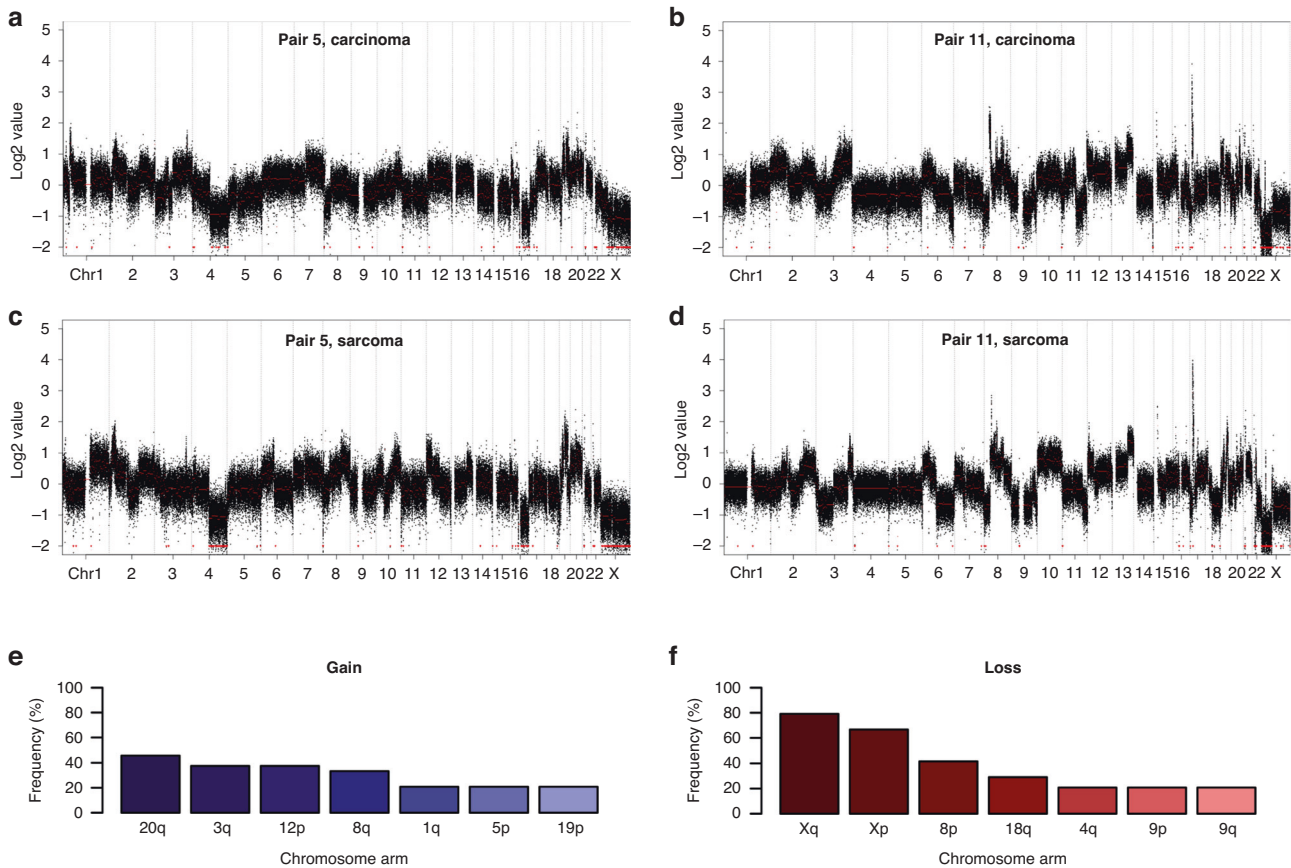 a
Pair 5, carcinoma
Log2 value
5
4
3
2
1
0
−1
−2
Chr1 2 3 4 5 6 7 8 9 10 11 12 13 14 15 16 18 20 22 X
b
Pair 11, carcinoma
Log2 value
5
4
3
2
1
0
−1
−2
Chr1 2 3 4 5 6 7 8 9 10 11 12 13 14 15 16 18 20 22 X
c
Pair 5, sarcoma
Log2 value
5
4
3
2
1
0
−1
−2
Chr1 2 3 4 5 6 7 8 9 10 11 12 13 14 15 16 18 20 22 X
d
Pair 11, sarcoma
Log2 value
5
4
3
2
1
0
−1
−2
Chr1 2 3 4 5 6 7 8 9 10 11 12 13 14 15 16 18 20 22 X
e
Gain
Frequency (%)
100
80
60
40
20
0
20q 3q 12p 8q 1q 5p 19p
Chromosome arm
f
Loss
Frequency (%)
100
80
60
40
20
0
Xq Xp 8p 18q 4q 9p 9q
Chromosome arm